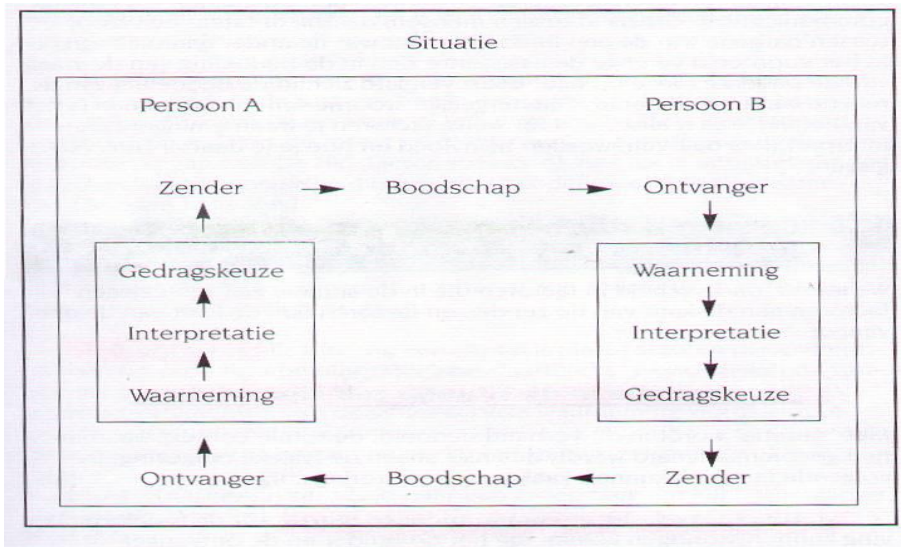 Situatie
Persoon A Persoon B
Zender Boodschap Ontvanger
Gedragskeuze Waarneming
Interpretatie Interpretatie
Waarneming Gedragskeuze
Ontvanger Boodschap Zender